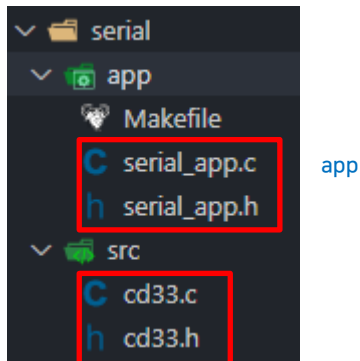 serial
app
Makefile
serial_app.c
app
serial_app.h
src
cd33.c
cd33.h